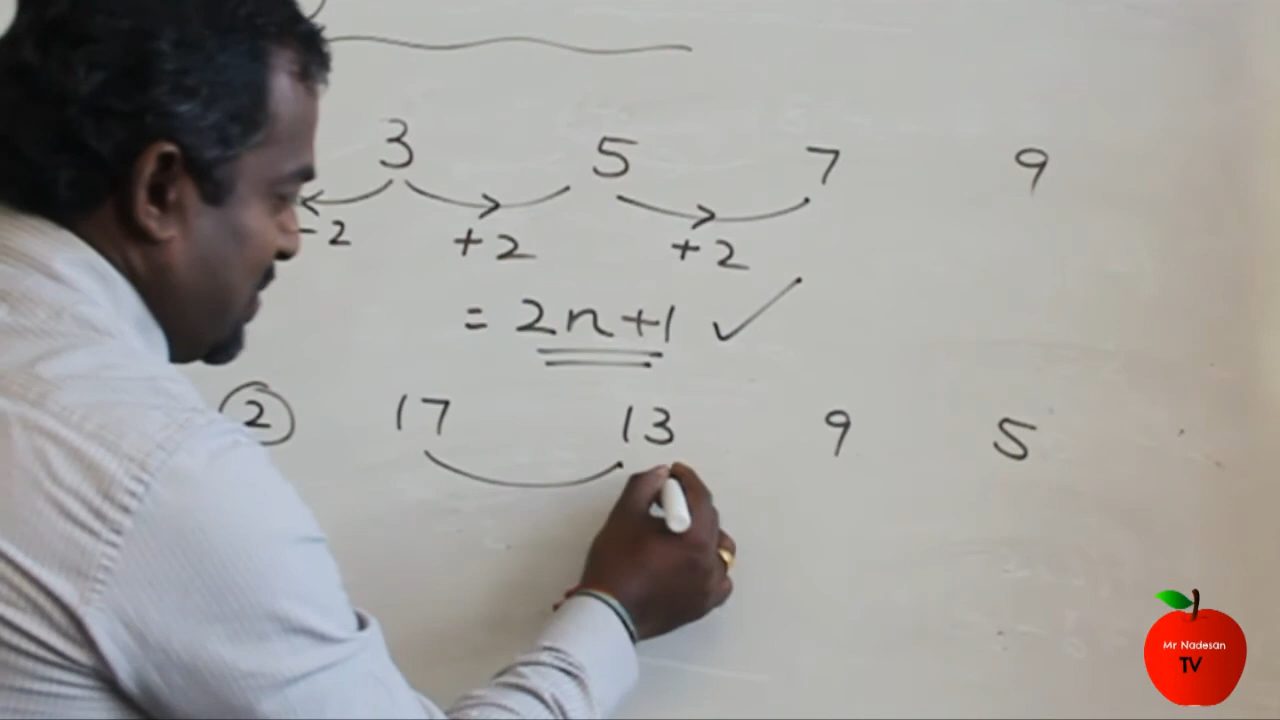 3 5 7 9
-2 +2 +2
= 2n+1 ✓
2 17 13 9 5
Mr Nadesan
TV